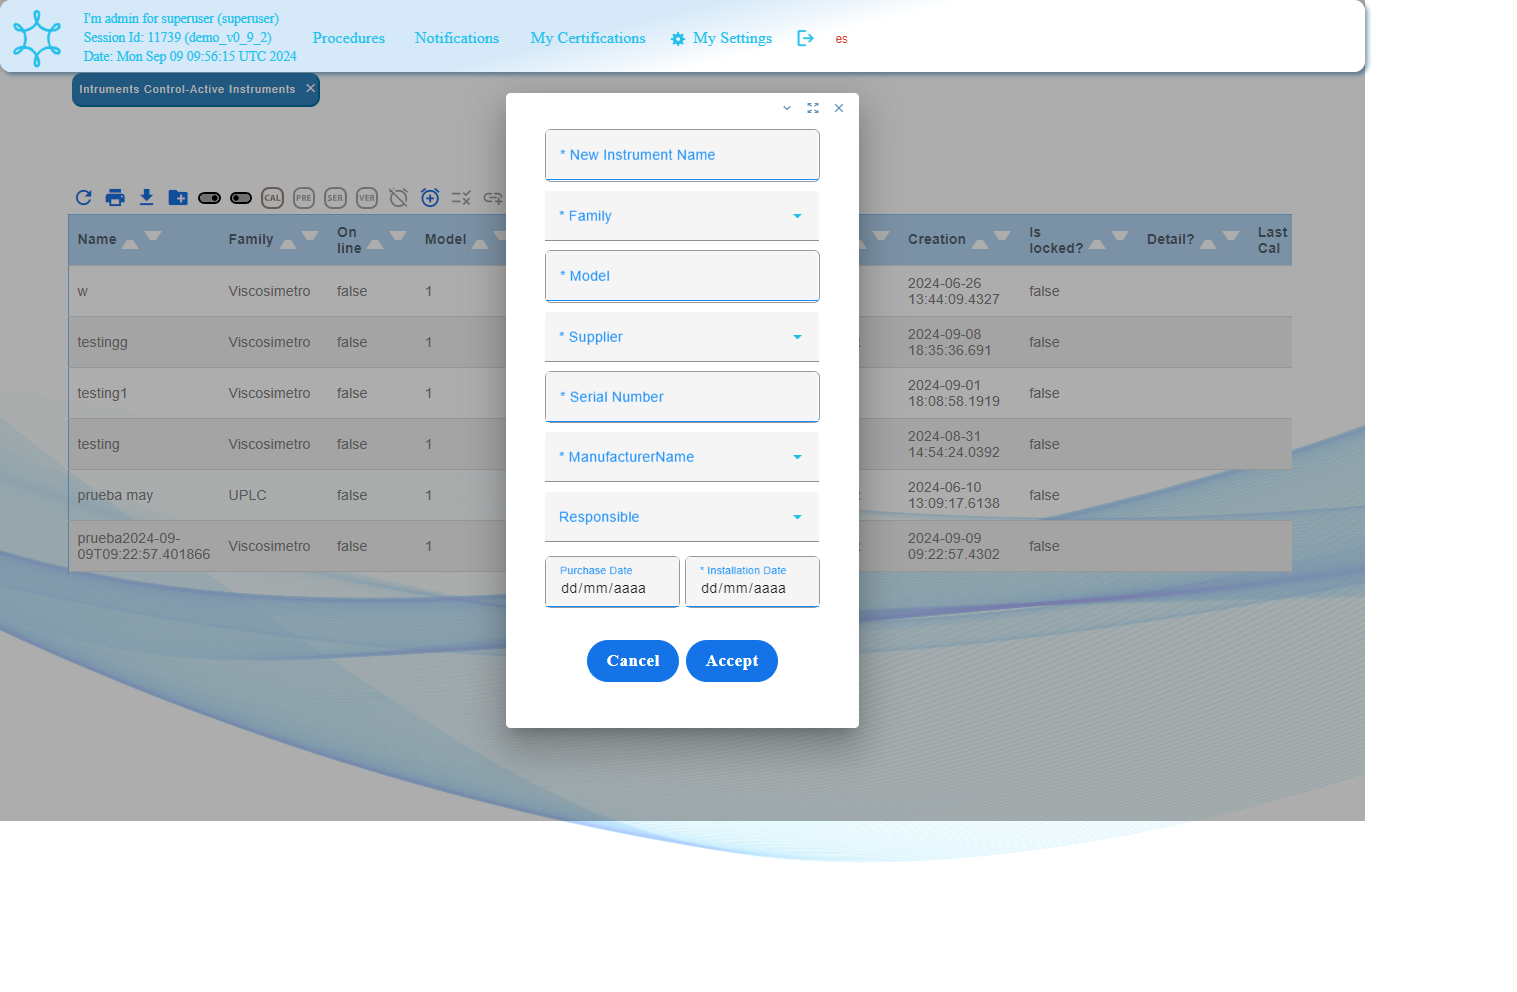 I'm admin for superuser (superuser)
Session Id: 11739 (demo_v0_9_2)
Date: Mon Sep 09 09:56:15 UTC 2024
Procedures
Notifications
My Certifications
My Settings
es
Intruments Control-Active Instruments
CAL
PRE
SER
VER
Name
Family
On
line
Model
Creation
Is
locked?
Detail?
Last
Cal
w
Viscosimetro
false
1
2024-06-26
13:44:09.4327
false
testingg
Viscosimetro
false
1
2024-09-08
18:35:36.691
false
testing1
Viscosimetro
false
1
2024-09-01
18:08:58.1919
false
testing
Viscosimetro
false
1
2024-08-31
14:54:24.0392
false
prueba may
UPLC
false
1
2024-06-10
13:09:17.6138
false
prueba2024-09-
09T09:22:57.401866
Viscosimetro
false
1
2024-09-09
09:22:57.4302
false
* New Instrument Name
* Family
* Model
* Supplier
* Serial Number
* ManufacturerName
Responsible
Purchase Date
dd/mm/aaaa
* Installation Date
dd/mm/aaaa
Cancel
Accept